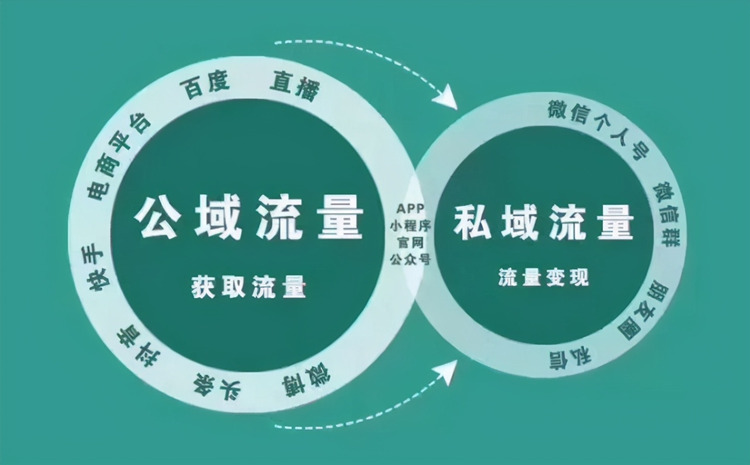 公域流量
获取流量
直播
百度
电商平台
快手
抖音
头条
微博
APP
小程序
官网
公众号
私域流量
流量变现
微信个人号
微信群
朋友圈
私信